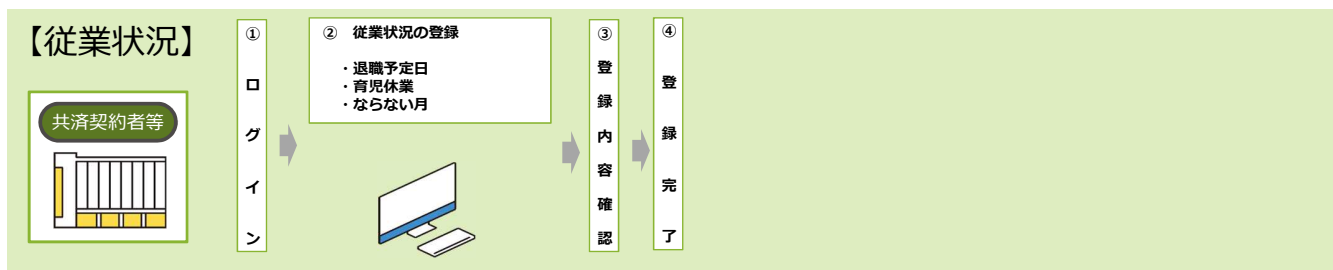 【従業状況】
共済契約者等
①
ログイン
② 従業状況の登録
・退職予定日
・育児休業
・ならない月
③
登録内容確認
④
登録完了